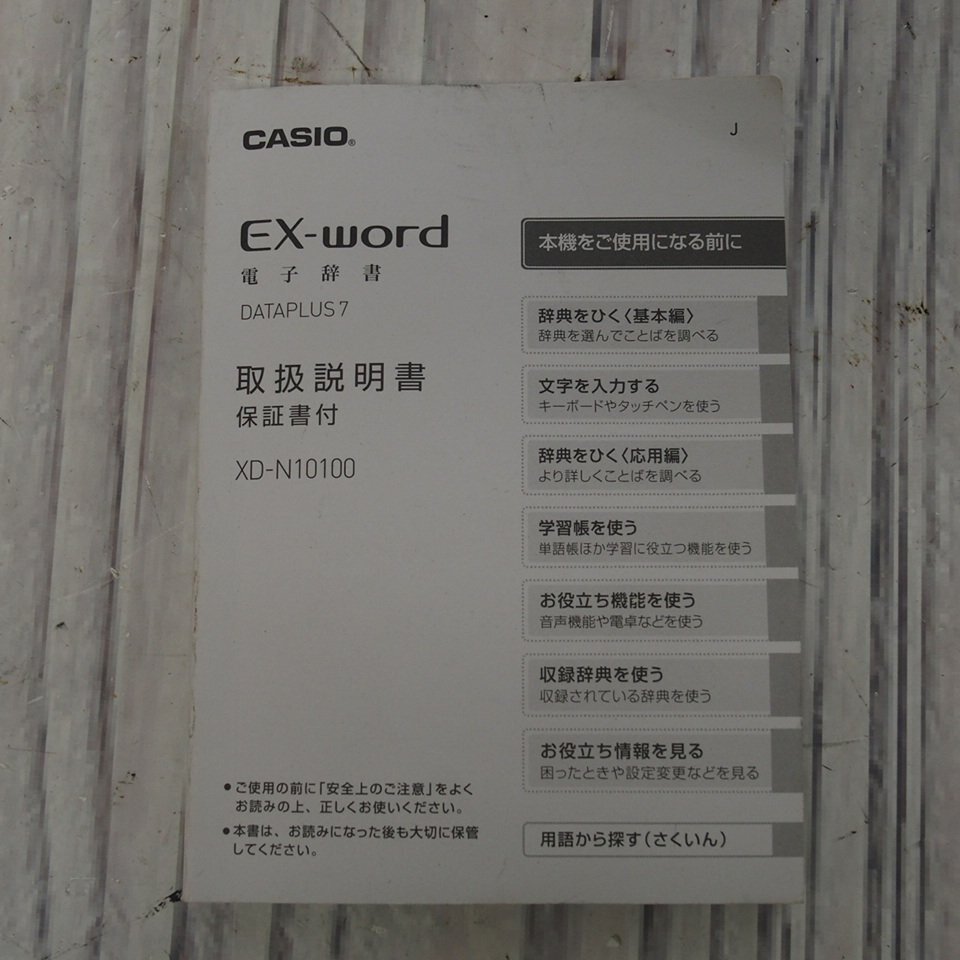 CASIO®
J
EX-word
電子辞書
DATAPLUS 7
取扱説明書
保証書付
XD-N10100
●ご使用の前に「安全上のご注意」をよく
お読みの上、正しくお使いください。
●本書は、お読みになった後も大切に保管
してください。
本機をご使用になる前に
辞典をひく〈基本編〉
辞典を選んでことばを調べる
文字を入力する
キーボードやタッチペンを使う
辞典をひく〈応用編〉
より詳しくことばを調べる
学習帳を使う
単語帳ほか学習に役立つ機能を使う
お役立ち機能を使う
音声機能や電卓などを使う
収録辞典を使う
収録されている辞典を使う
お役立ち情報を見る
困ったときや設定変更などを見る
用語から探す（さくいん）